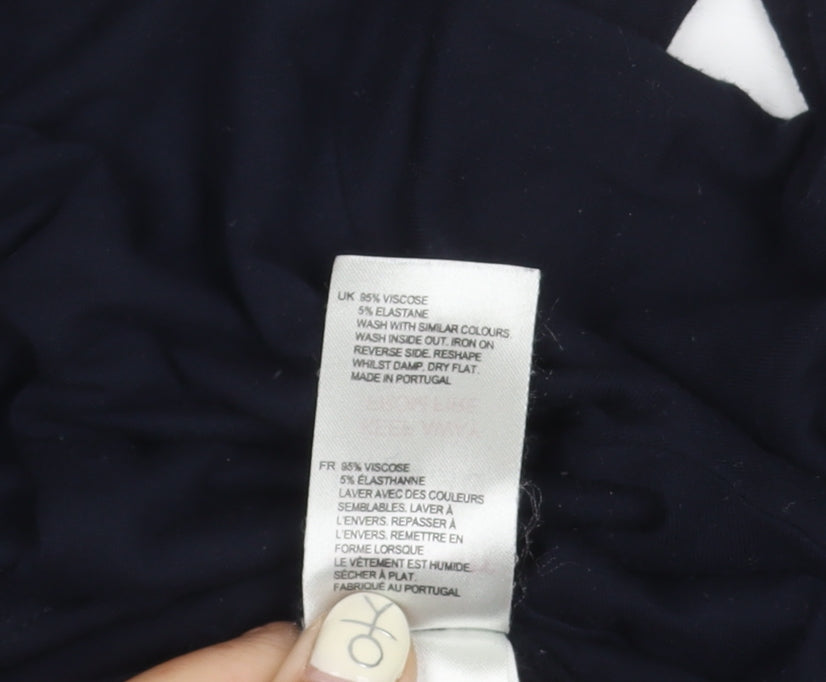 UK 95% VISCOSE
5% ELASTANE
WASH WITH SIMILAR COLOURS
WASH INSIDE OUT. IRON ON
REVERSE SIDE. RESHAPE
WHILST DAMP. DRY FLAT.
MADE IN PORTUGAL
FR 95% VISCOSE
5% ÉLASTHANNE
LAVER AVEC DES COULEURS
SEMBLABLES. LAVER À
L'ENVERS. REPASSER À
L'ENVERS. REMETTRE EN
FORME LORSQUE
LE VÊTEMENT EST HUMIDE.
SÉCHER À PLAT.
FABRIQUÉ AU PORTUGAL